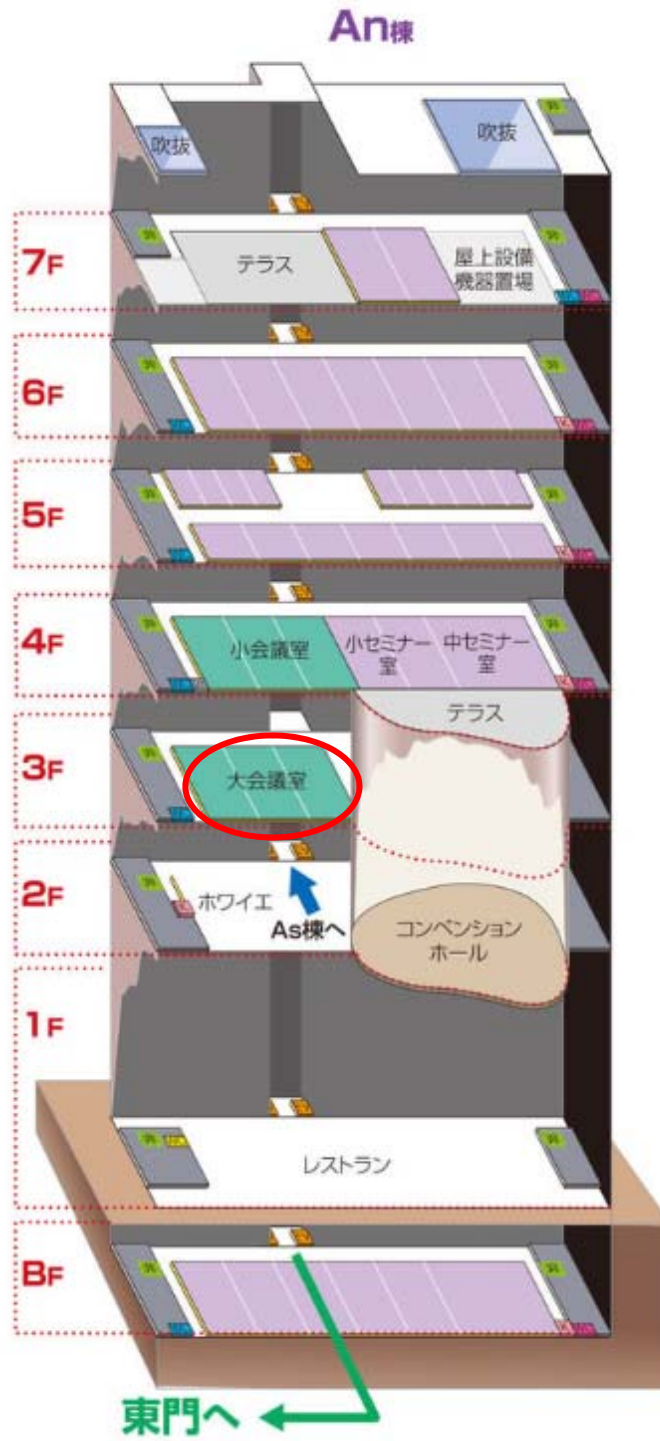 An棟
吹抜
吹抜
7F
テラス
屋上設備
機器置場
6F
5F
4F
小会議室
小セミナー
室
中セミナー
室
テラス
3F
大会議室
2F
ホワイエ
As棟へ
コンベンション
ホール
1F
レストラン
BF
東門へ